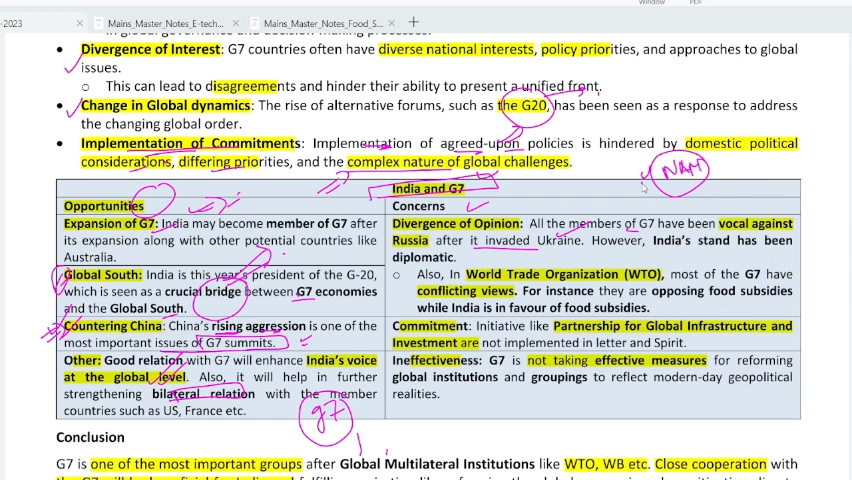 Window
PDF
-2023
Mains_Master_Notes_E-tech...
Mains_Master_Notes_Food_S...
in global governance and decision-making processes.
• Divergence of Interest: G7 countries often have diverse national interests, policy priorities, and approaches to global
issues.
o This can lead to disagreements and hinder their ability to present a unified front.
• Change in Global dynamics: The rise of alternative forums, such as the G20, has been seen as a response to address
the changing global order.
• Implementation of Commitments: Implementation of agreed-upon policies is hindered by domestic political
considerations, differing priorities, and the complex nature of global challenges.
NAM
India and G7
Opportunities
Expansion of G7: India may become member of G7 after
its expansion along with other potential countries like
Australia.
Global South: India is this year's president of the G-20,
which is seen as a crucial bridge between G7 economies
and the Global South.
Countering China: China's rising aggression is one of the
most important issues of G7 summits.
Other: Good relation with G7 will enhance India's voice
at the global level. Also, it will help in further
strengthening bilateral relation with the member
countries such as US, France etc.
Concerns
Divergence of Opinion: All the members of G7 have been vocal against
Russia after it invaded Ukraine. However, India's stand has been
diplomatic.
o Also, In World Trade Organization (WTO), most of the G7 have
conflicting views. For instance they are opposing food subsidies
while India is in favour of food subsidies.
Commitment: Initiative like Partnership for Global Infrastructure and
Investment are not implemented in letter and Spirit.
Ineffectiveness: G7 is not taking effective measures for reforming
global institutions and groupings to reflect modern-day geopolitical
realities.
g7
Conclusion
G7 is one of the most important groups after Global Multilateral Institutions like WTO, WB etc. Close cooperation with